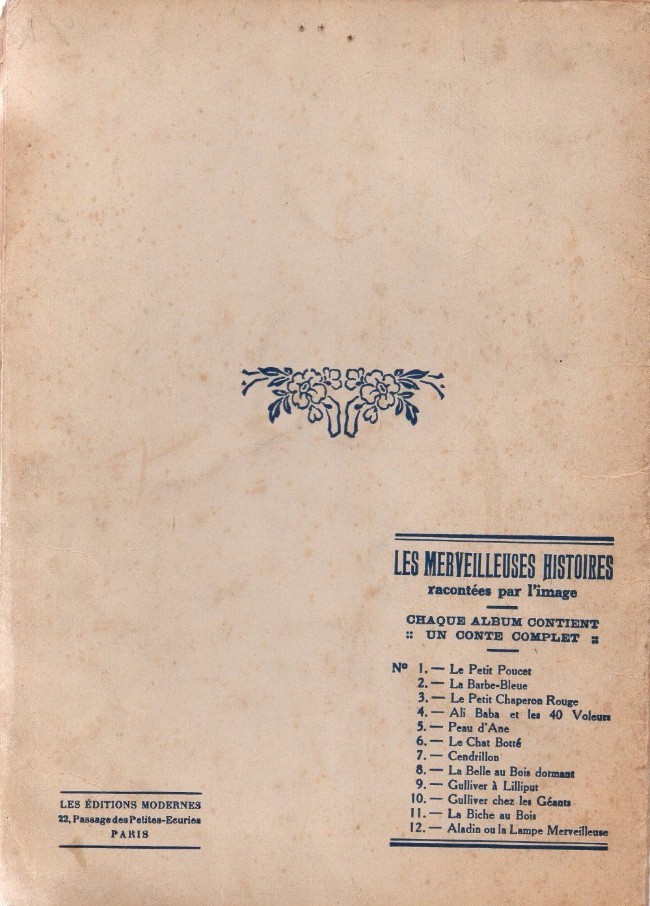 LES MERVEILLEUSES HISTOIRES
racontées par l'image
CHAQUE ALBUM CONTIENT
:: UN CONTE COMPLET ::
Nº 1. — Le Petit Poucet
2. — La Barbe-Bleue
3. — Le Petit Chaperon Rouge
4. — Ali Baba et les 40 Voleurs
5. — Peau d'Ane
6. — Le Chat Botté
7. — Cendrillon
8. — La Belle au Bois dormant
9. — Gulliver à Lilliput
10. — Gulliver chez les Géants
11. — La Biche au Bois
12. — Aladin ou la Lampe Merveilleuse
LES ÉDITIONS MODERNES
22, Passage des Petites-Ecuries
PARIS